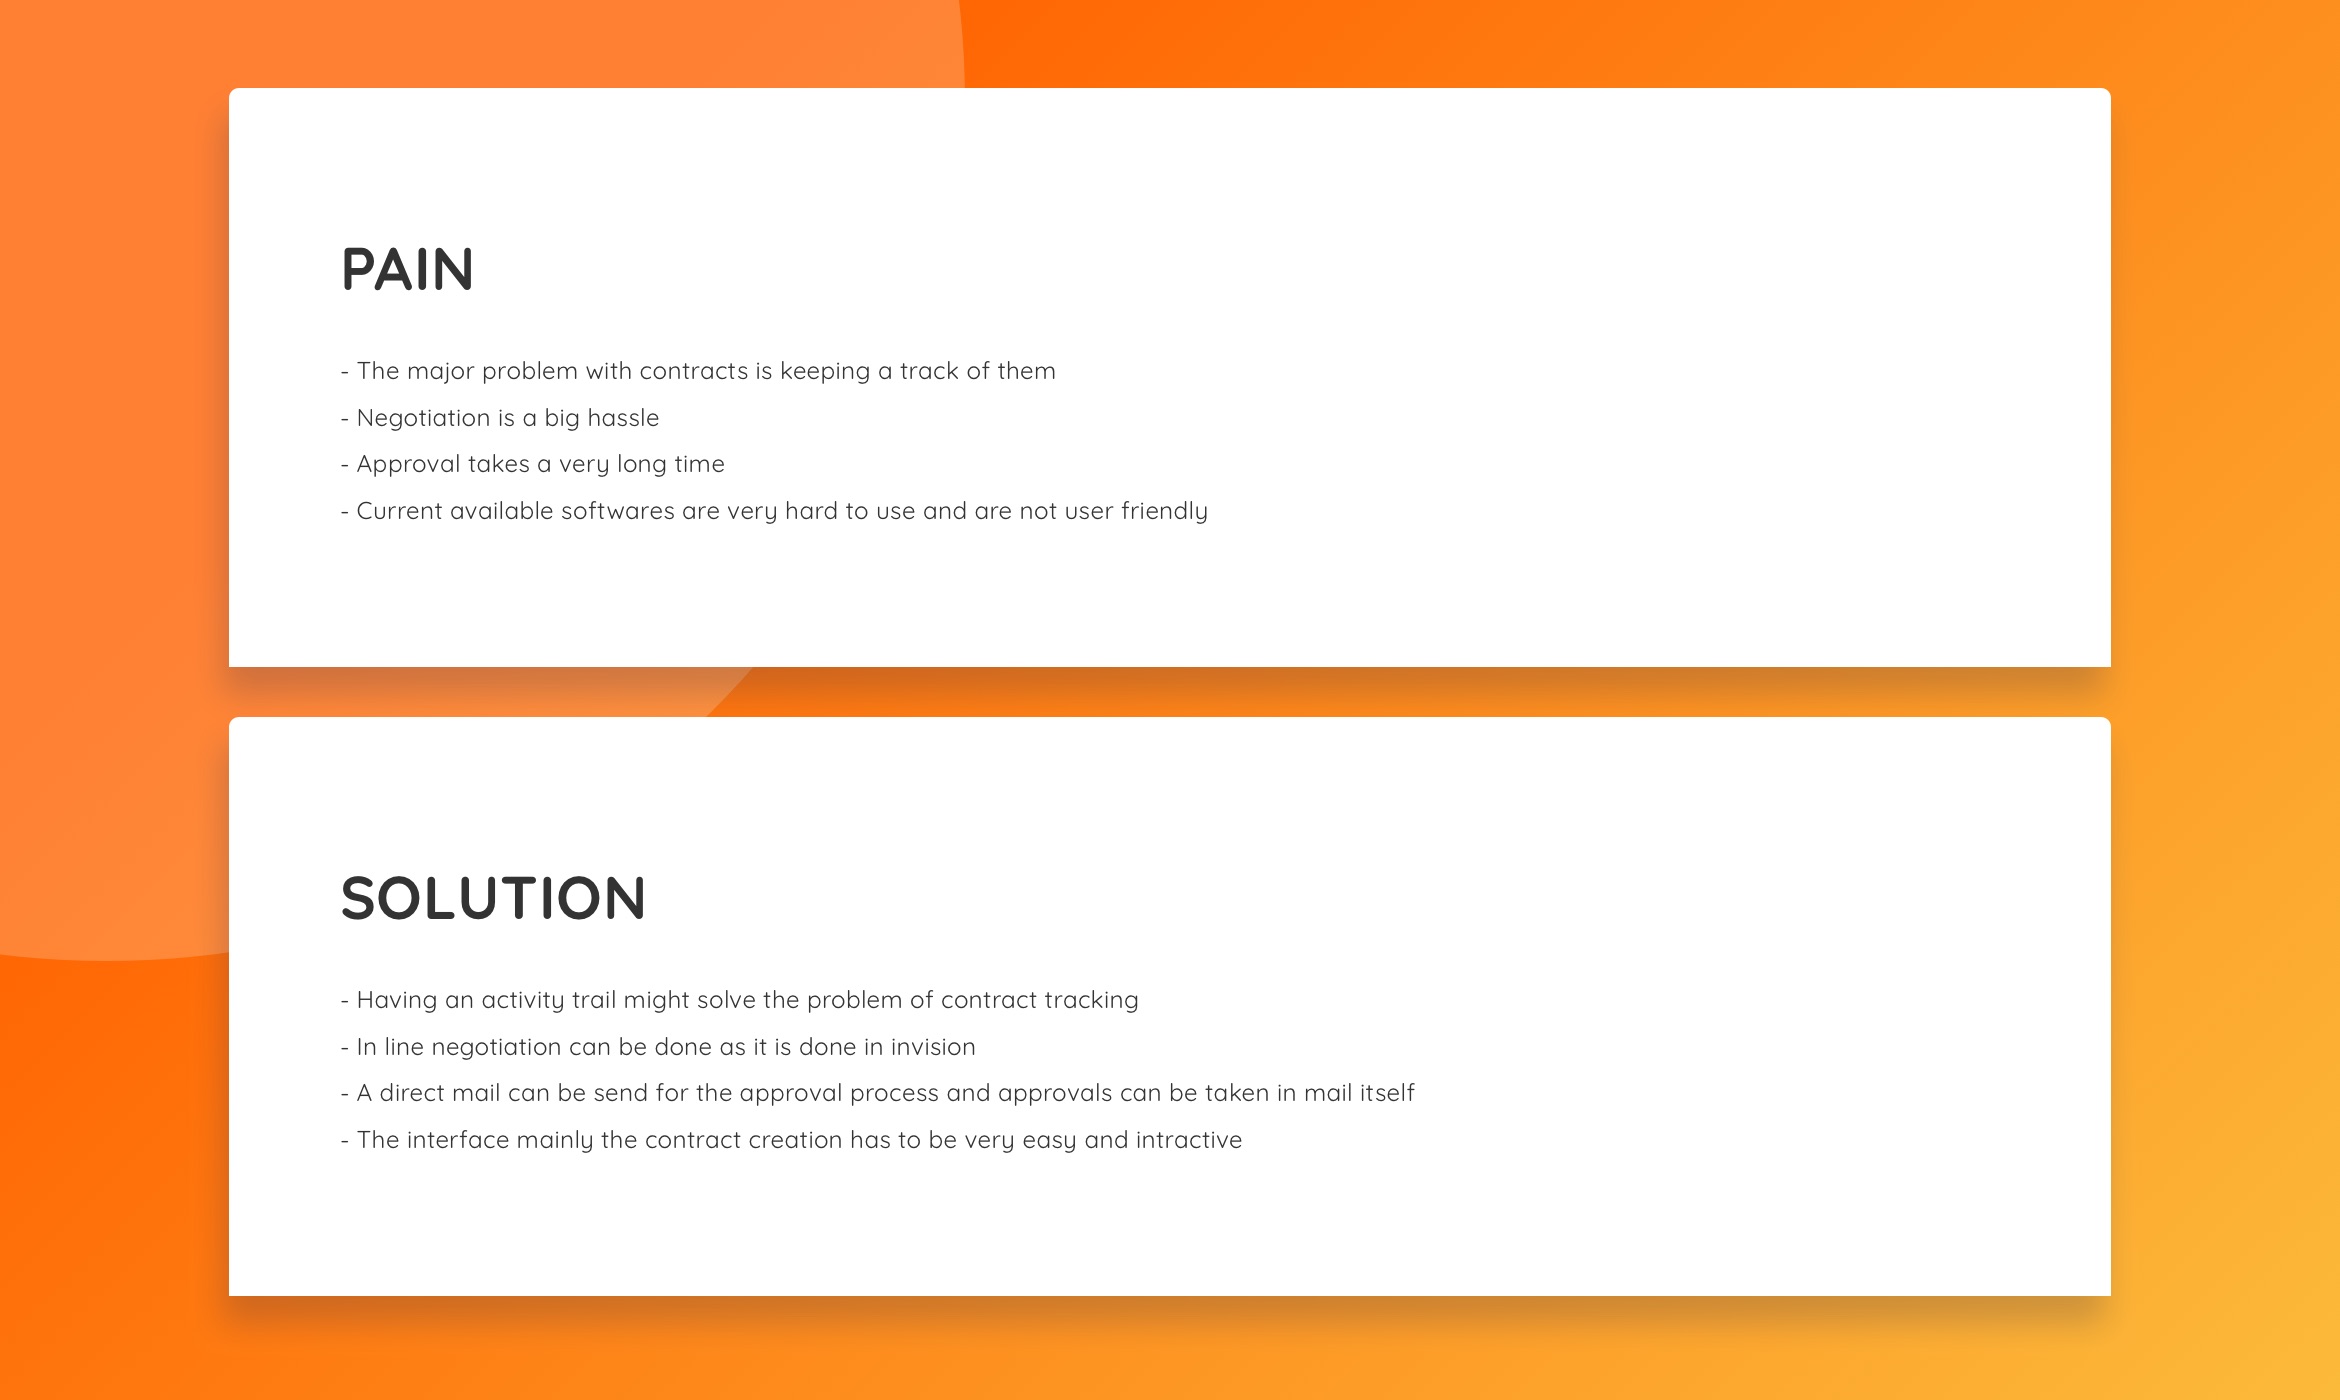 PAIN
- The major problem with contracts is keeping a track of them
- Negotiation is a big hassle
- Approval takes a very long time
- Current available softwares are very hard to use and are not user friendly
SOLUTION
- Having an activity trail might solve the problem of contract tracking
- In line negotiation can be done as it is done in invision
- A direct mail can be send for the approval process and approvals can be taken in mail itself
- The interface mainly the contract creation has to be very easy and intractive